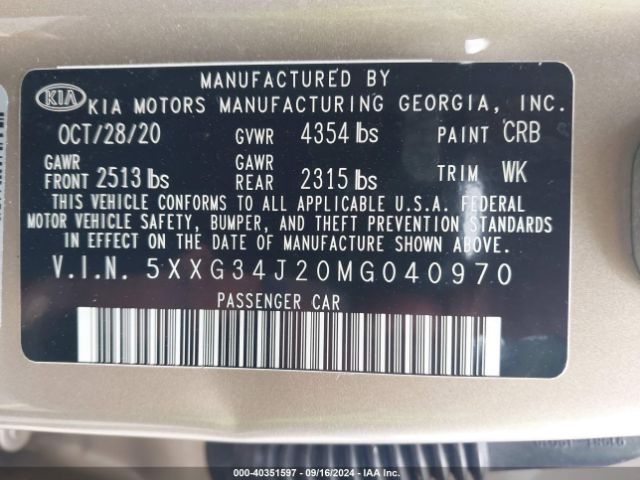 MANUFACTURED BY
KIA KIA MOTORS MANUFACTURING GEORGIA, INC.
OCT/28/20 GVWR 4354 lbs PAINT CRB
GAWR FRONT 2513 lbs GAWR REAR 2315 lbs TRIM WK
THIS VEHICLE CONFORMS TO ALL APPLICABLE U.S.A. FEDERAL
MOTOR VEHICLE SAFETY, BUMPER, AND THEFT PREVENTION STANDARDS
IN EFFECT ON THE DATE OF MANUFACTURE SHOWN ABOVE.
V.I.N. 5XXG34J20MG040970
PASSENGER CAR
000-40351597 - 09/16/2024 - IAA Inc.